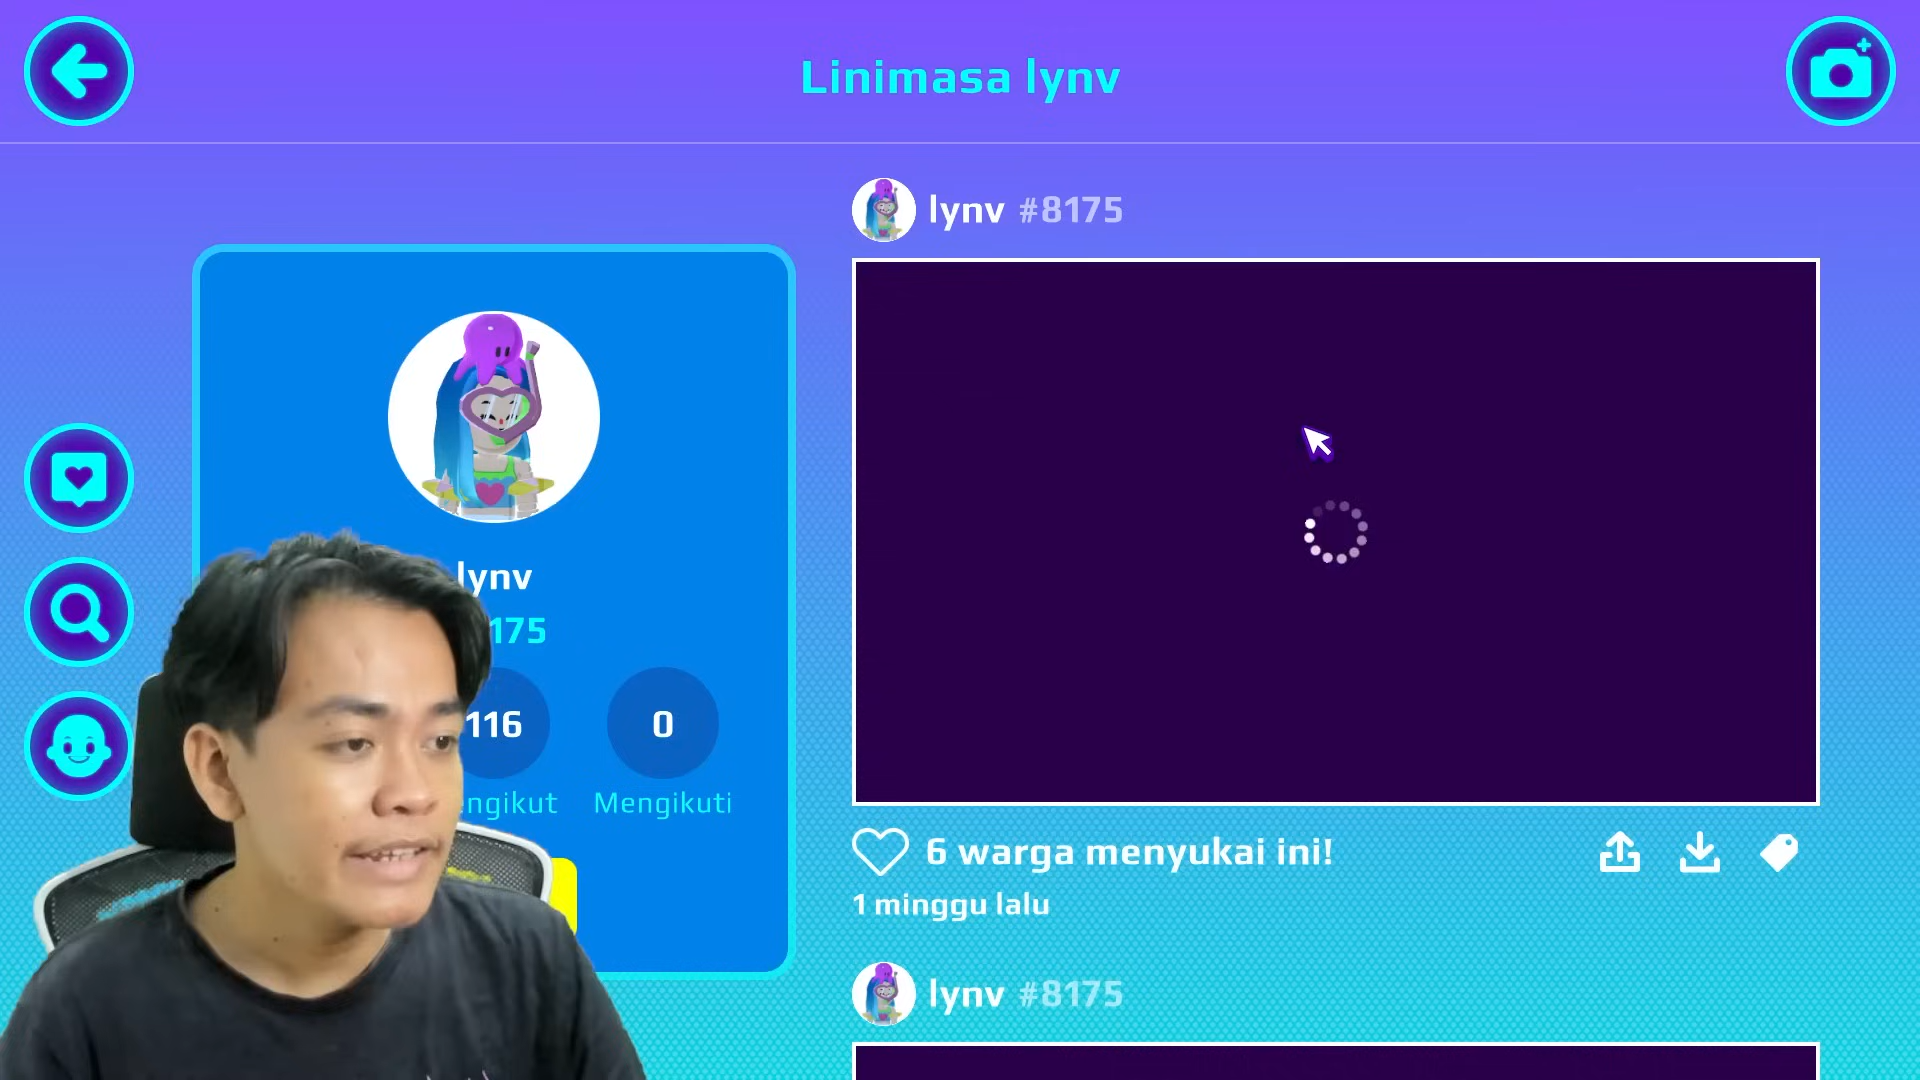 Linimasa lynv
lynv #8175
lynv
175
116
0
ngikut
Mengikuti
6 warga menyukai ini!
1 minggu lalu
lynv #8175